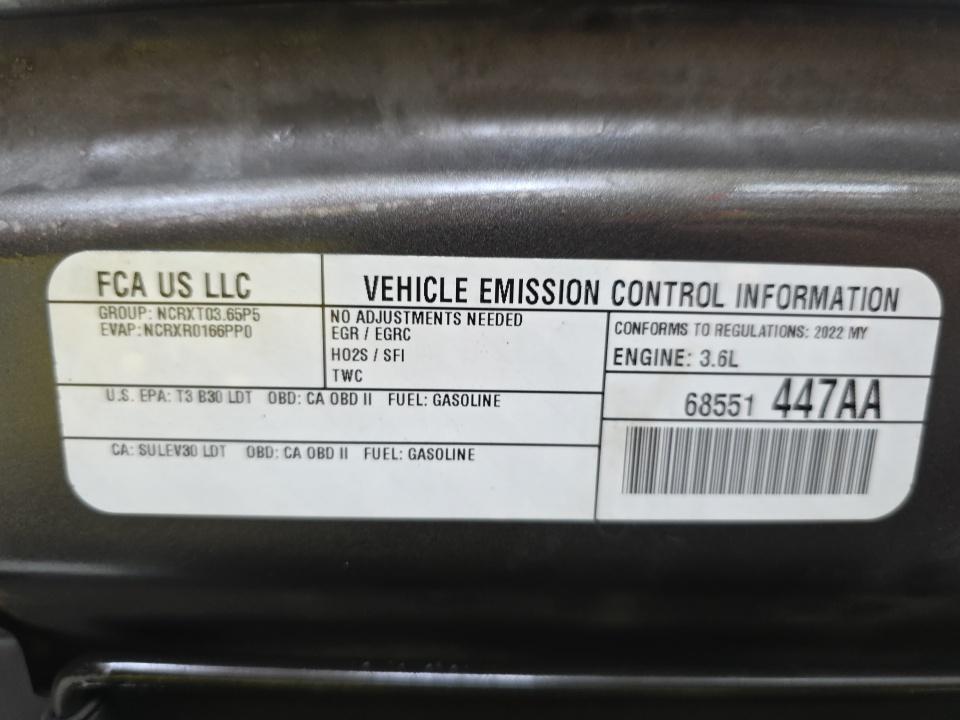 FCA US LLC
VEHICLE EMISSION CONTROL INFORMATION
GROUP: NCRXT03.65P5
EVAP: NCRXR0166PP0
NO ADJUSTMENTS NEEDED
EGR / EGRC
HO2S / SFI
TWC
CONFORMS TO REGULATIONS: 2022 MY
ENGINE: 3.6L
U.S. EPA: T3 B30 LDT OBD: CA OBD II FUEL: GASOLINE
68551 447AA
CA: SULEV30 LDT OBD: CA OBD II FUEL: GASOLINE